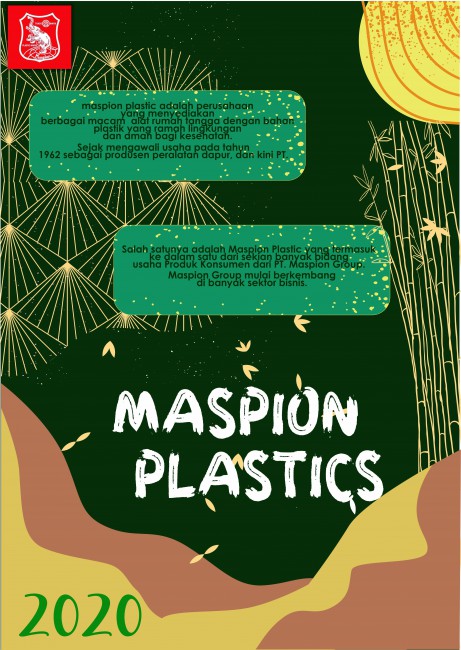 maspion plastic adalah perusahaan
yang menyediakan
berbagai macam alat rumah tangga dengan bahan
plastik yang ramah lingkungan
dan aman bagi kesehatan.
Sejak mengawali usaha pada tahun
1962 sebagai produsen peralatan dapur, dan kini PT.
Salah satunya adalah Maspion Plastic yang termasuk
ke dalam satu dari sekian banyak bidang
usaha Produk Konsumen dari PT. Maspion Group.
Maspion Group mulai berkembang
di banyak sektor bisnis.
MASPION
PLASTICS
2020